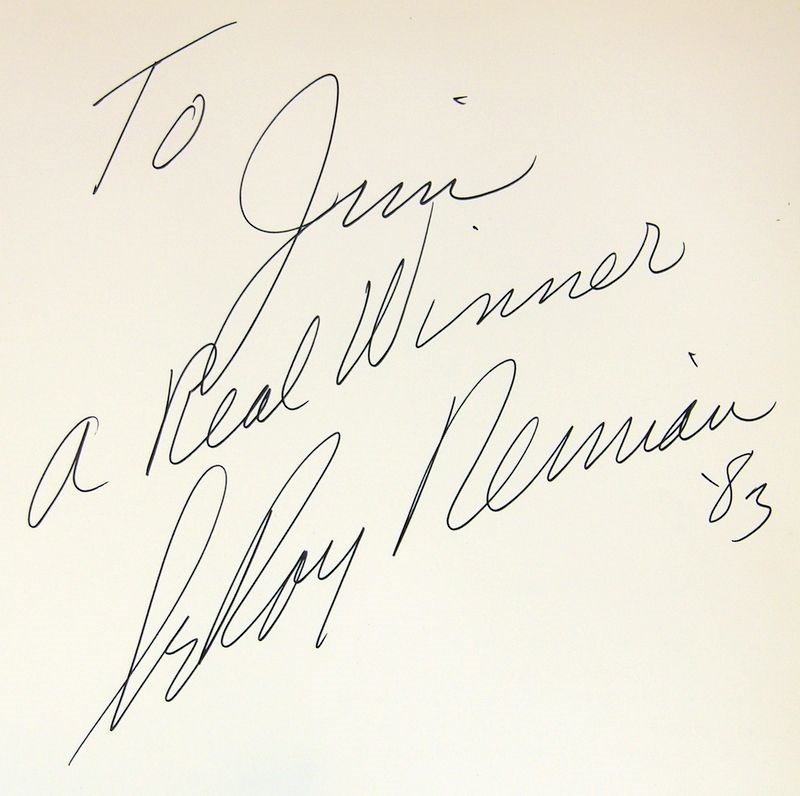 To Jim
a Real Winner
LeRoy Neiman
'83